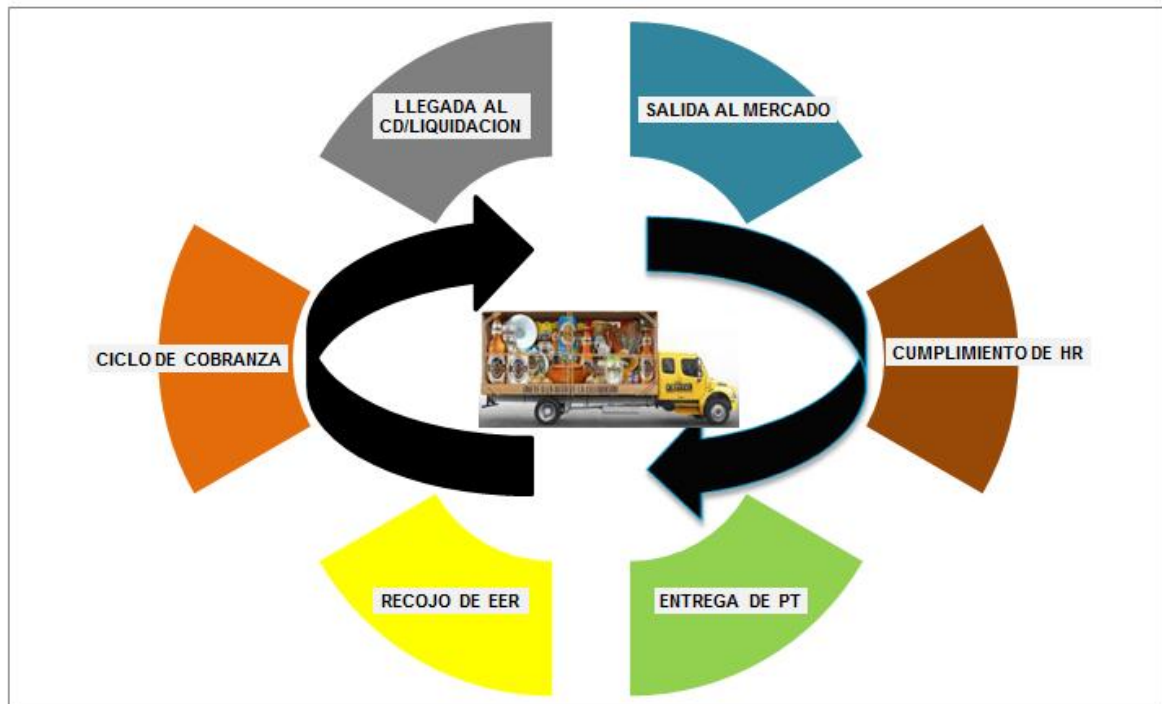 LLEGADA AL
CD/LIQUIDACION
SALIDA AL MERCADO
CICLO DE COBRANZA
CUMPLIMIENTO DE HR
RECOJO DE EER
ENTREGA DE PT